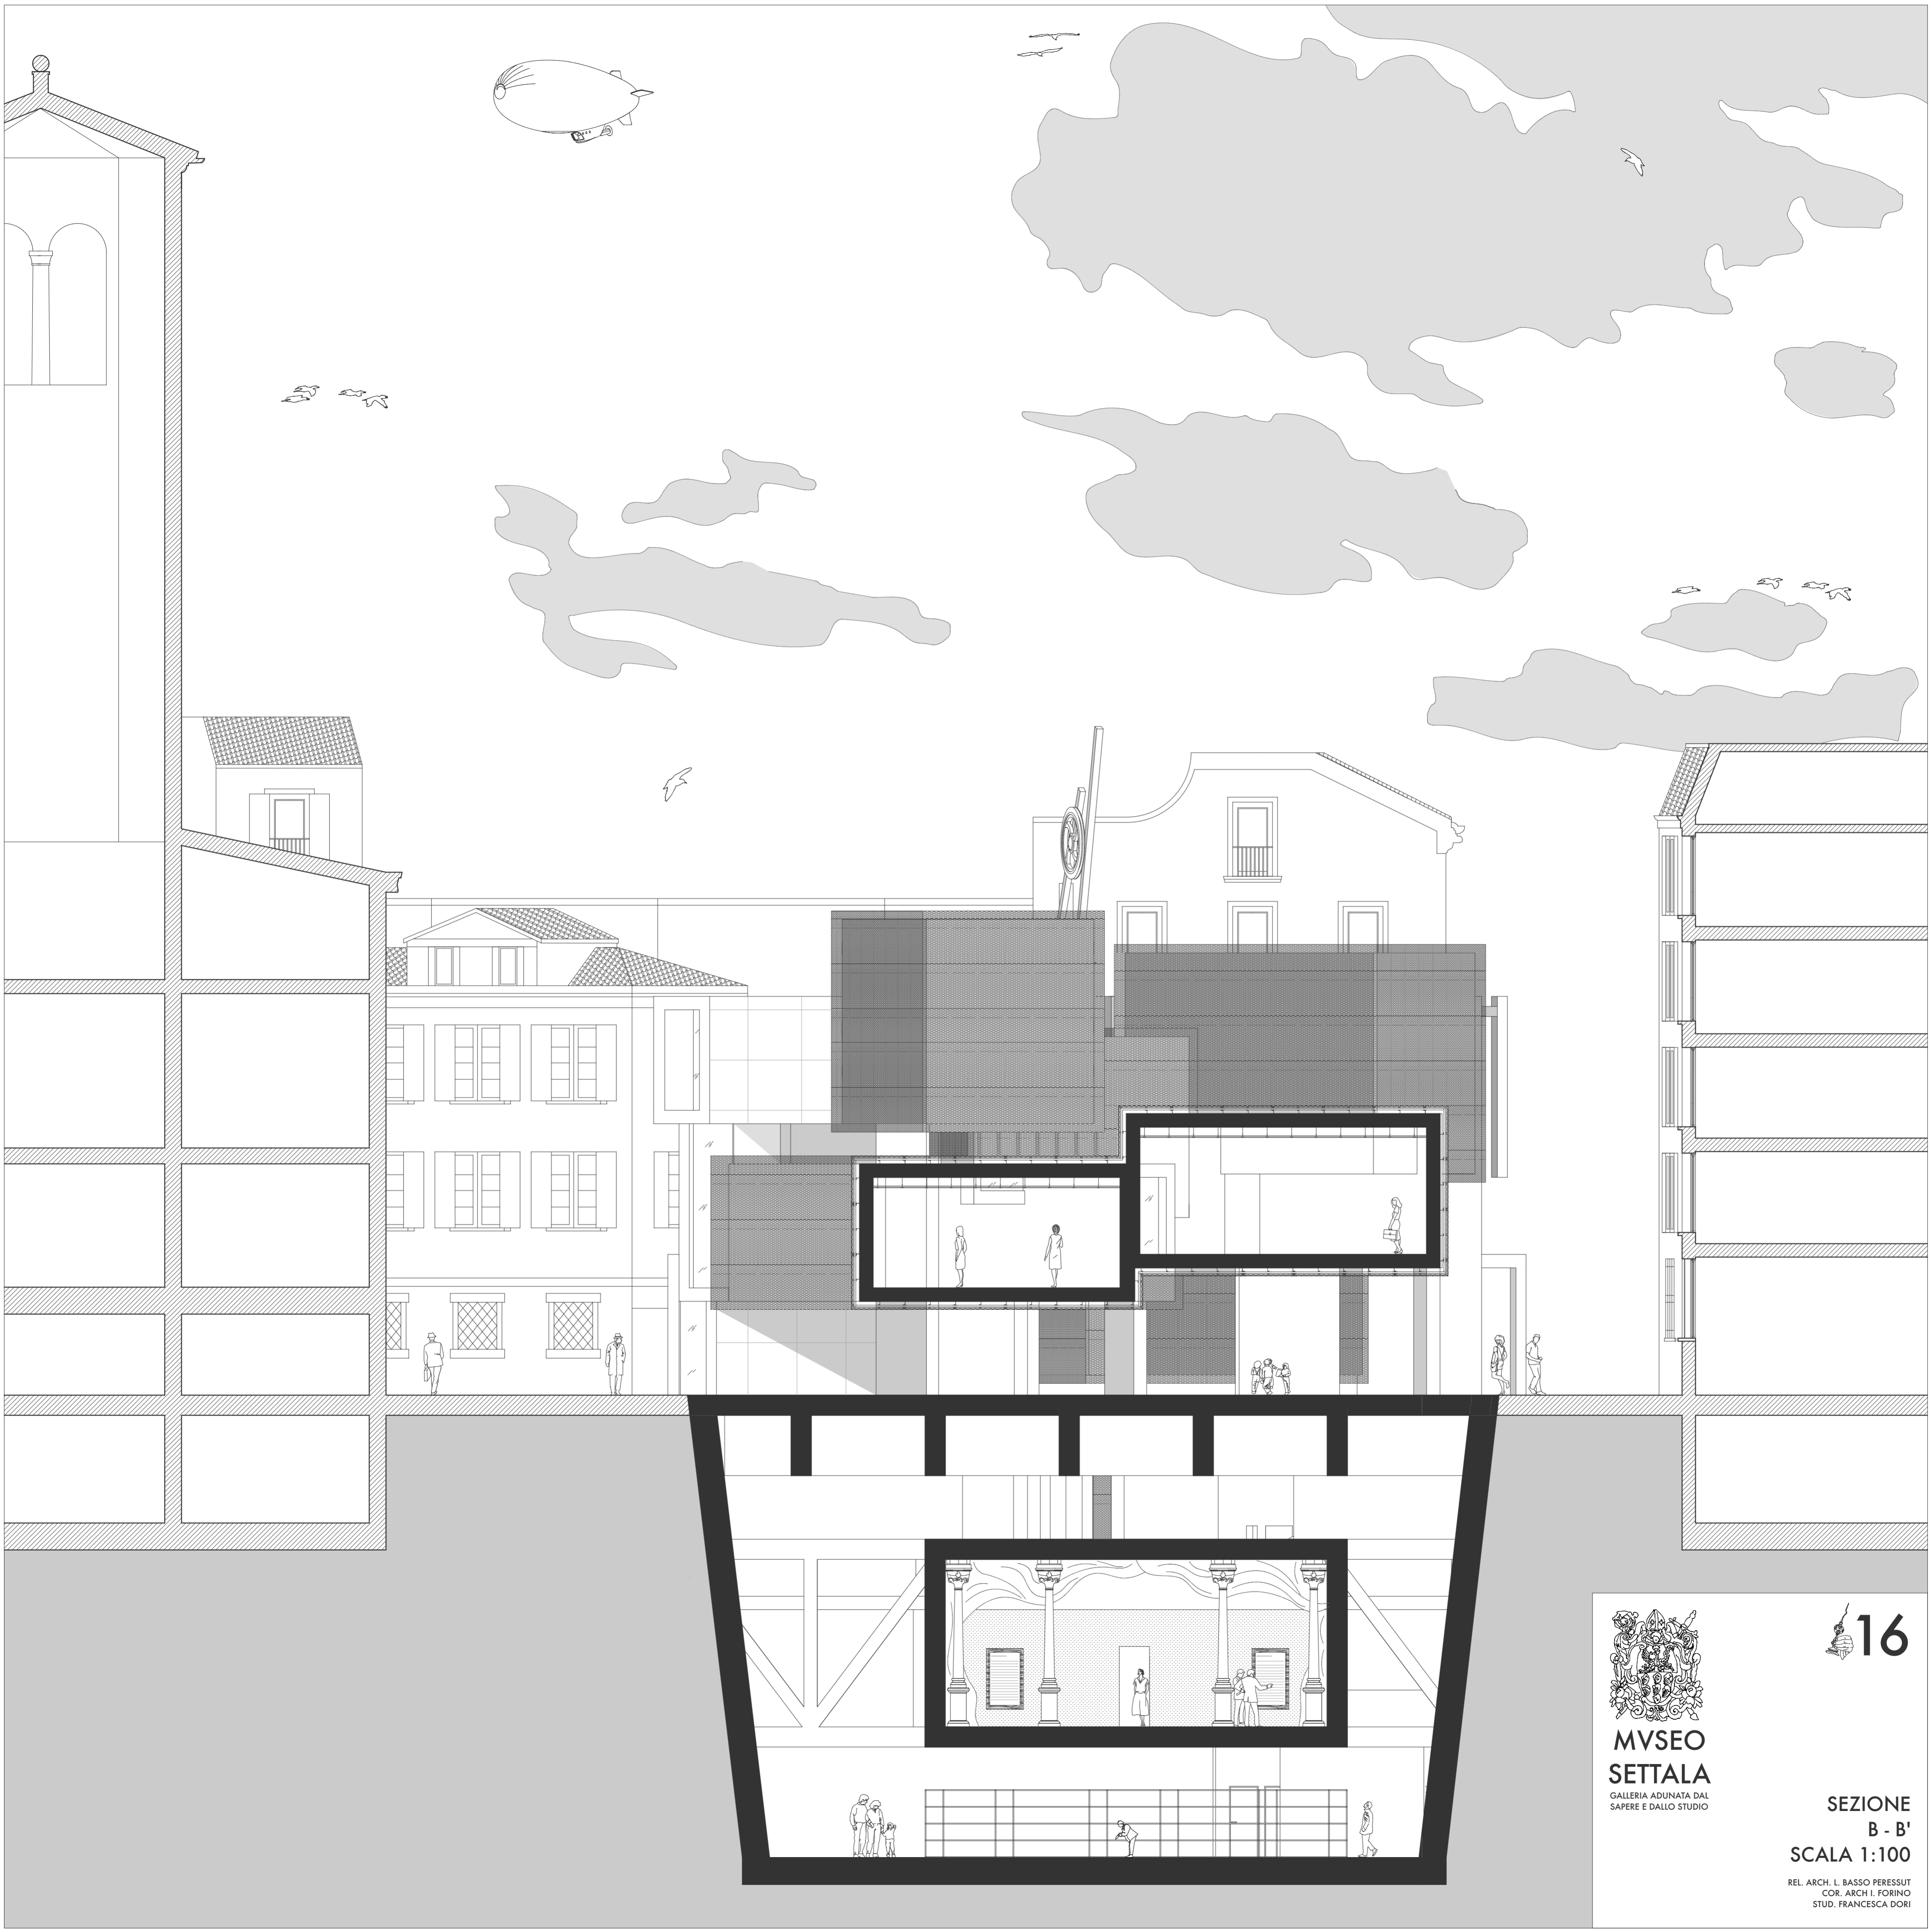 16
MVSEO
SETTALA
GALLERIA ADUNATA DAL
SAPERE E DALLO STUDIO
SEZIONE
B - B'
SCALA 1:100
REL. ARCH. L. BASSO PERESSUT
COR. ARCH I. FORINO
STUD. FRANCESCA DORI